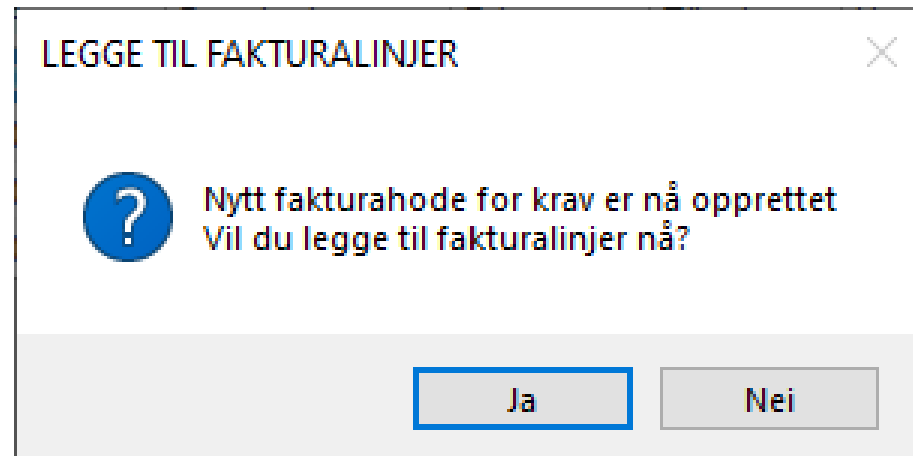 LEGGE TIL FAKTURALINJER
Nytt fakturahode for krav er nå opprettet
Vil du legge til fakturalinjer nå?
Ja
Nei